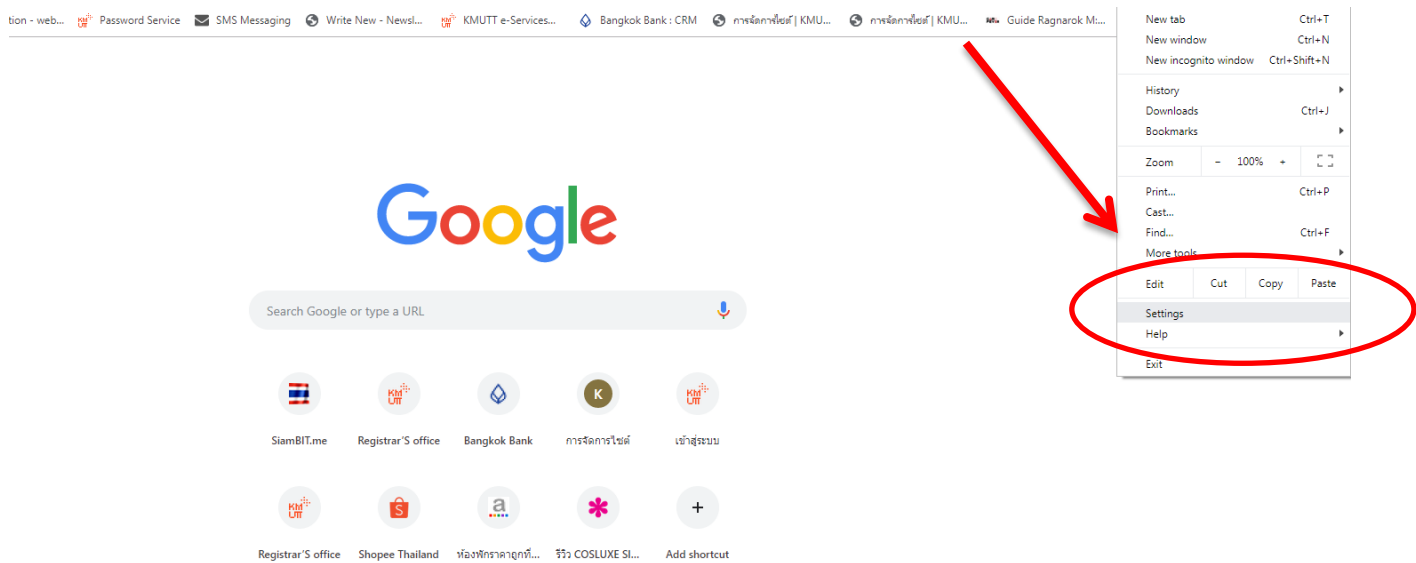 tion - web... KMUTT Password Service SMS Messaging Write New - Newsl... KMUTT KMUTT e-Services... Bangkok Bank : CRM การจัดการไซต์ | KMU... การจัดการไซต์ | KMU... Guide Ragnarok M:...
New tab Ctrl+T
New window Ctrl+N
New incognito window Ctrl+Shift+N
History
Downloads Ctrl+J
Bookmarks
Zoom - 100% +
Print... Ctrl+P
Cast...
Find... Ctrl+F
More tools
Edit Cut Copy Paste
Settings
Help
Exit
Google
Search Google or type a URL
KMUTT K KMUTT
SiamBIT.me Registrar'S office Bangkok Bank การจัดการไซต์ เข้าสู่ระบบ
KMUTT S a +
Registrar'S office Shopee Thailand ห้องพักราคาถูกที่... รีวิว COSLUXE SI... Add shortcut